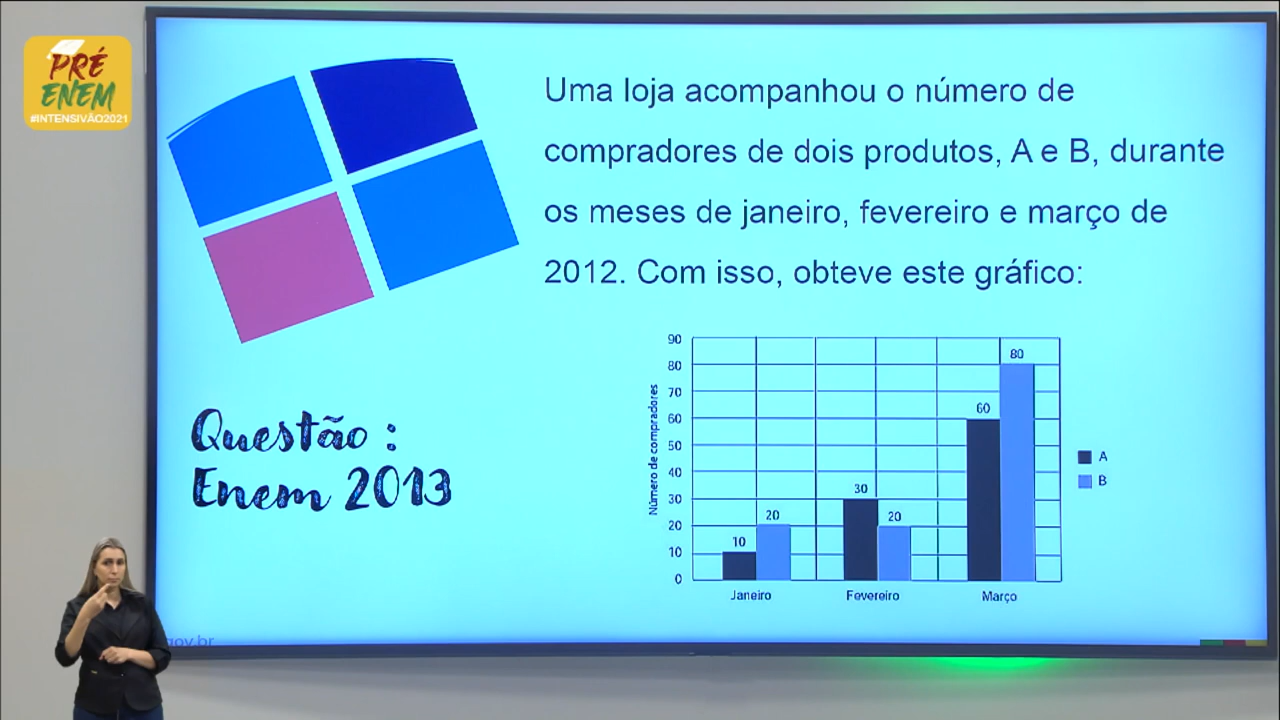 PRÉ
ENEM
#INTENSIVÃO2021
Uma loja acompanhou o número de
compradores de dois produtos, A e B, durante
os meses de janeiro, fevereiro e março de
2012. Com isso, obteve este gráfico:
Questão :
Enem 2013
Número de compradores
90
80
70
60
50
40
30
20
10
0
10
20
30
20
60
80
Janeiro
Fevereiro
Março
A
B
gov.br